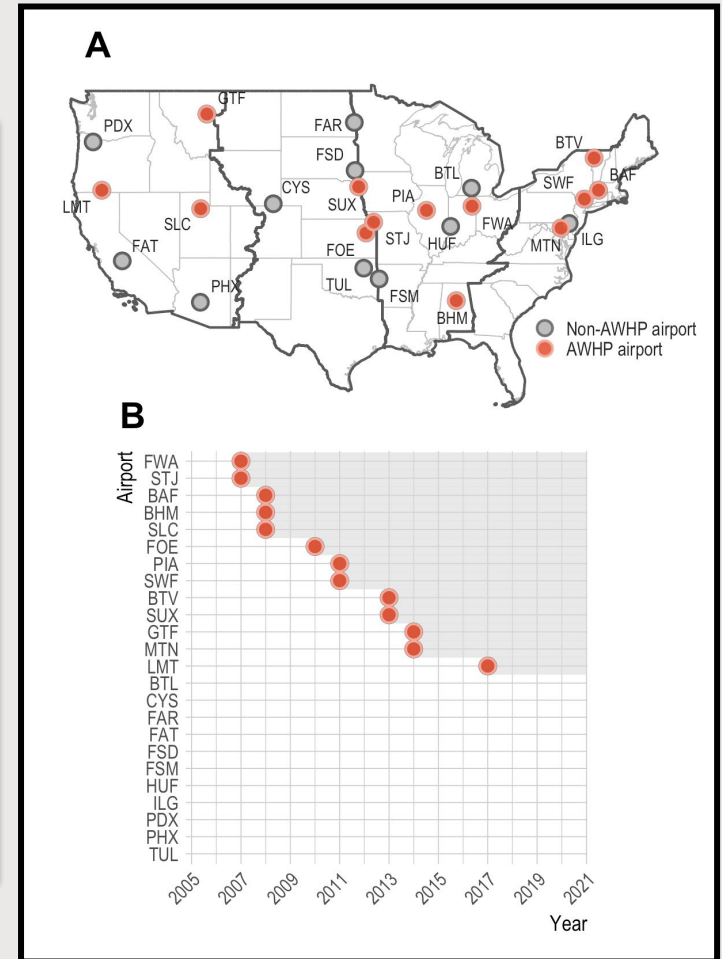 A
GTF
PDX
FAR
BTV
FSD
BTL
BAF
SWF
CYS
PIA
SUX
LMT
SLC
FWA
STJ
HUF
MTN
ILG
FAT
FOE
TUL
PHX
FSM
BHM
Non-AWHP airport
AWHP airport
B
Airport
FWA
STJ
BAF
BHM
SLC
FOE
PIA
SWF
BTV
SUX
GTF
MTN
LMT
BTL
CYS
FAR
FAT
FSD
FSM
HUF
ILG
PDX
PHX
TUL
2005 2007 2009 2011 2013 2015 2017 2019 2021
Year